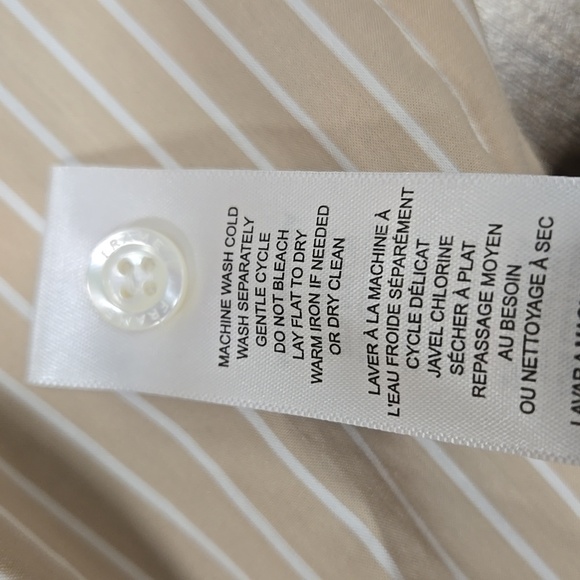 FRAME
MACHINE WASH COLD
WASH SEPARATELY
GENTLE CYCLE
DO NOT BLEACH
LAY FLAT TO DRY
WARM IRON IF NEEDED
OR DRY CLEAN
LAVER À LA MACHINE À
L'EAU FROIDE SÉPARÉMENT
CYCLE DÉLICAT
JAVEL CHLORINE
SÉCHER À PLAT
REPASSAGE MOYEN
AU BESOIN
OU NETTOYAGE À SEC